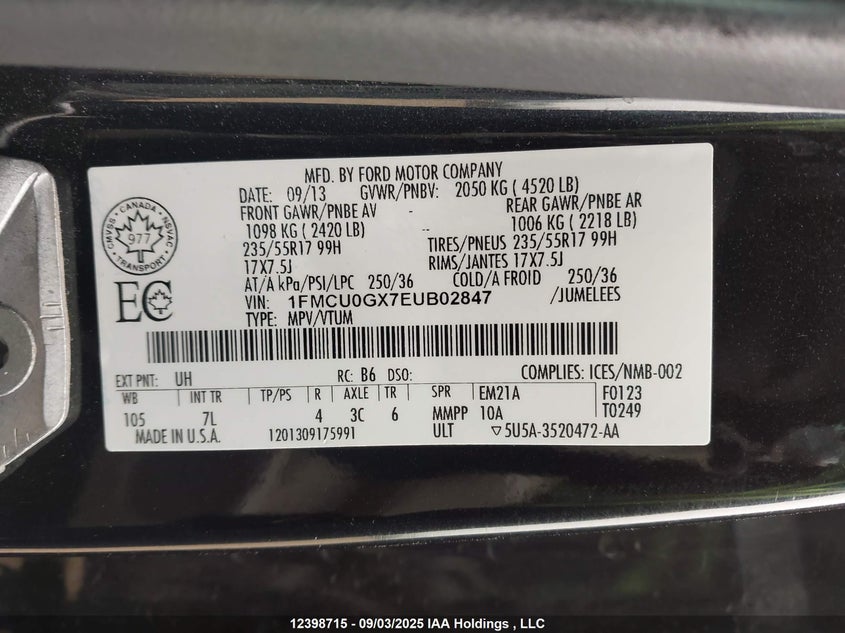 MFD. BY FORD MOTOR COMPANY
DATE: 09/13 GVWR/PNBV: 2050 KG ( 4520 LB)
FRONT GAWR/PNBE AV - REAR GAWR/PNBE AR
1098 KG ( 2420 LB) - 1006 KG ( 2218 LB)
235/55R17 99H TIRES/PNEUS 235/55R17 99H
17X7.5J RIMS/JANTES 17X7.5J
AT/A kPa/PSI/LPC 250/36 COLD/A FROID 250/36
VIN: 1FMCU0GX7EUB02847 /JUMELEES
TYPE: MPV/VTUM
CANADA
CMVSS NSVAC
977
TRANSPORT
EC
EXT PNT: UH RC: B6 DSO: COMPLIES: ICES/NMB-002
WB INT TR TP/PS R AXLE TR SPR EM21A F0123
105 7L 4 3C 6 MMPP 10A T0249
MADE IN U.S.A. 1201309175991 ULT ▽5U5A-3520472-AA
12398715 - 09/03/2025 IAA Holdings , LLC